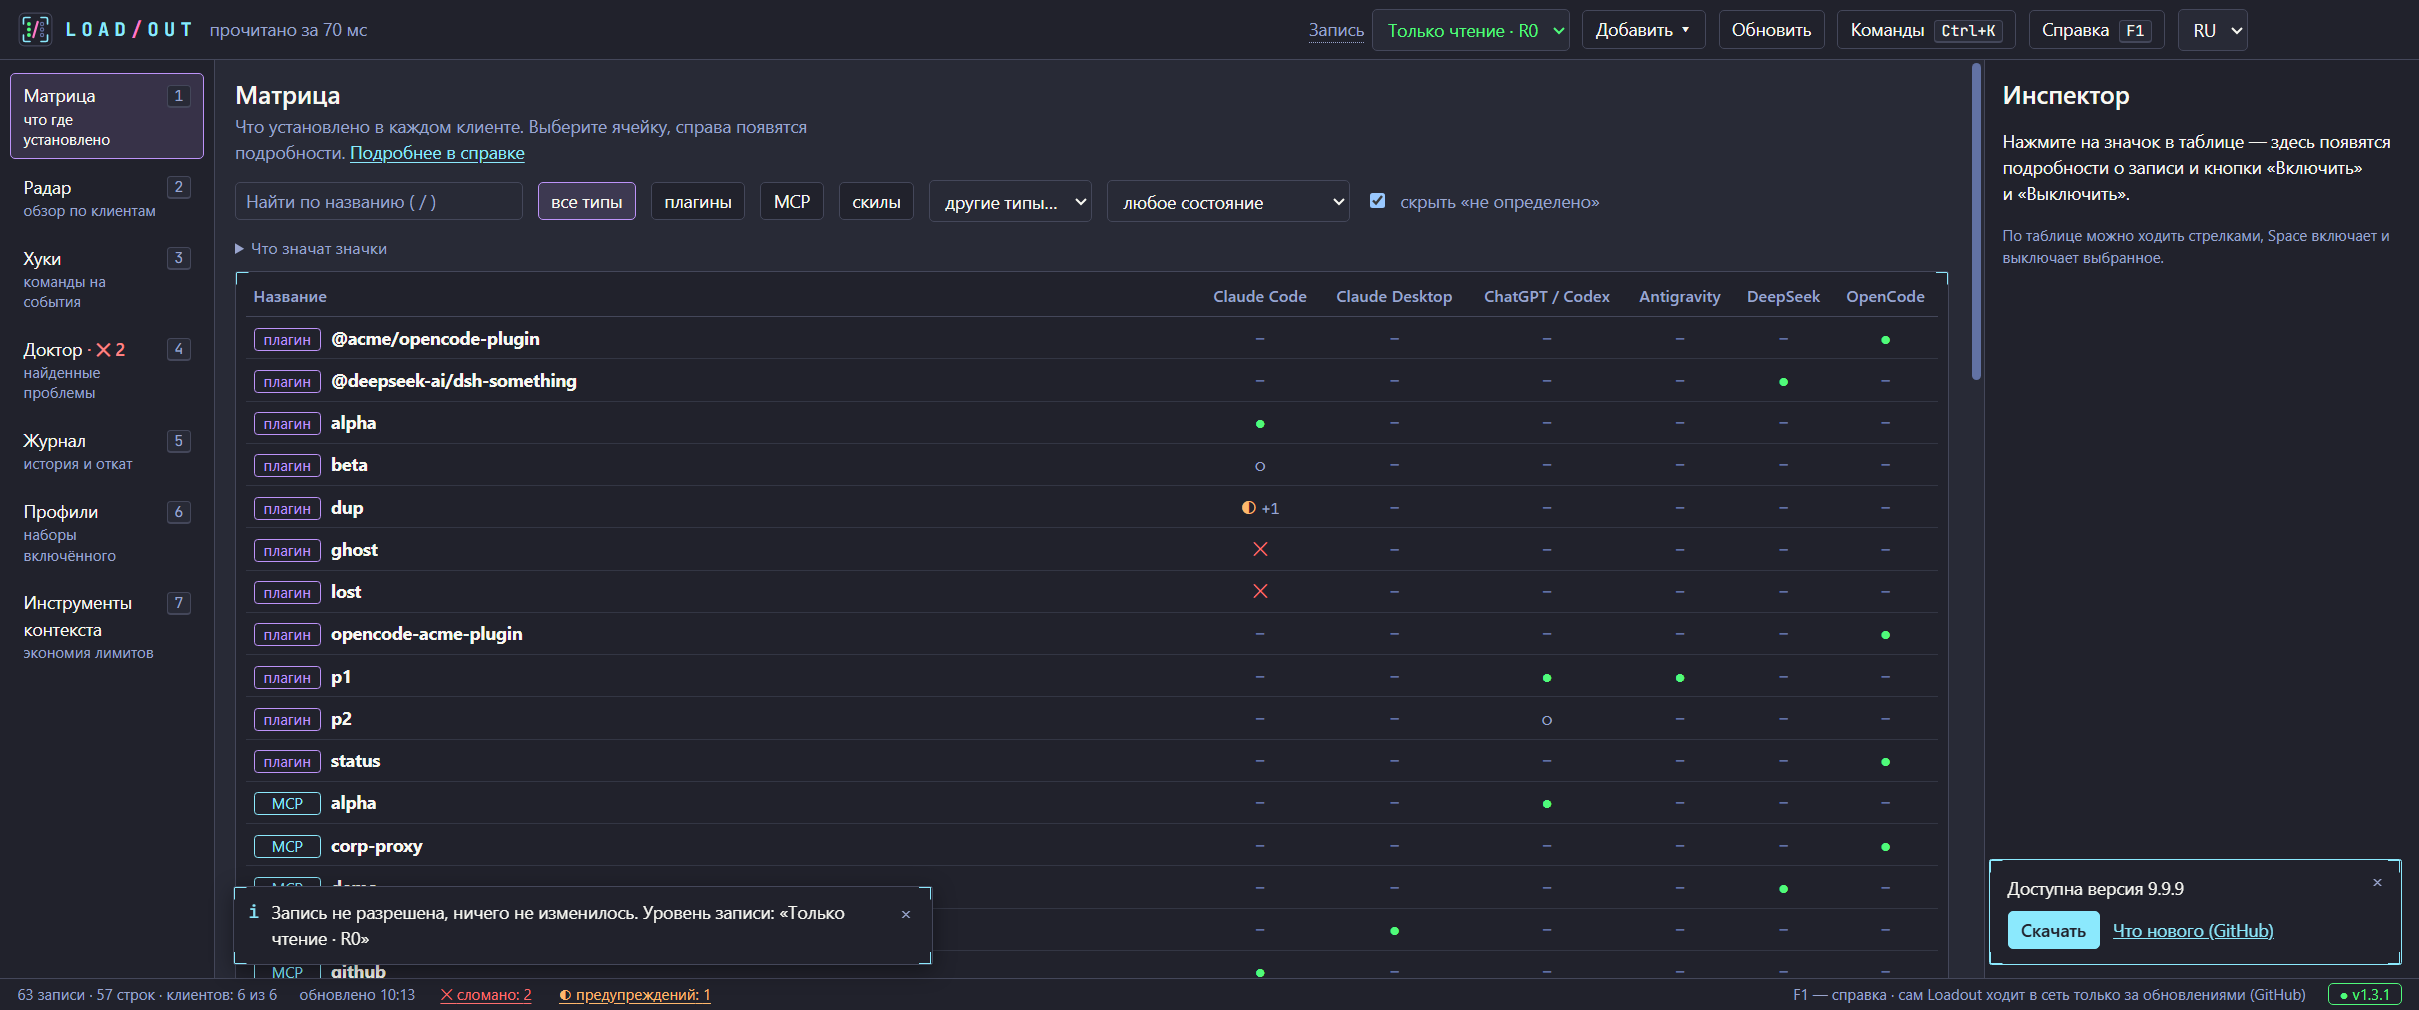 LOAD/OUT прочитано за 70 мс
Запись Только чтение · R0 Добавить ▾ Обновить Команды Ctrl+K Справка F1 RU
Матрица 1
что где
установлено
Радар 2
обзор по клиентам
Хуки 3
команды на
события
Доктор · ✕ 2 4
найденные
проблемы
Журнал 5
история и откат
Профили 6
наборы
включённого
Инструменты 7
контекста
экономия лимитов
Матрица
Что установлено в каждом клиенте. Выберите ячейку, справа появятся
подробности. Подробнее в справке
Найти по названию ( / ) все типы плагины MCP скилы другие типы... любое состояние скрыть «не определено»
▶ Что значат значки
Название Claude Code Claude Desktop ChatGPT / Codex Antigravity DeepSeek OpenCode
плагин @acme/opencode-plugin – – – – – ●
плагин @deepseek-ai/dsh-something – – – – ● –
плагин alpha ● – – – – –
плагин beta ○ – – – – –
плагин dup ◐ +1 – – – – –
плагин ghost ✕ – – – – –
плагин lost ✕ – – – – –
плагин opencode-acme-plugin – – – – – ●
плагин p1 – – ● ● – –
плагин p2 – – ○ – – –
плагин status – – – – – ●
MCP alpha – – ● – – –
MCP corp-proxy – – – – – ●
MCP – – – – ● –
– ● – – – –
MCP github ● – – – – –
i Запись не разрешена, ничего не изменилось. Уровень записи: «Только ×
чтение · R0»
Инспектор
Нажмите на значок в таблице — здесь появятся
подробности о записи и кнопки «Включить»
и «Выключить».
По таблице можно ходить стрелками, Space включает и
выключает выбранное.
Доступна версия 9.9.9 ×
Скачать Что нового (GitHub)
63 записи · 57 строк · клиентов: 6 из 6 обновлено 10:13 ✕ сломано: 2 ◐ предупреждений: 1
F1 — справка · сам Loadout ходит в сеть только за обновлениями (GitHub) ● v1.3.1